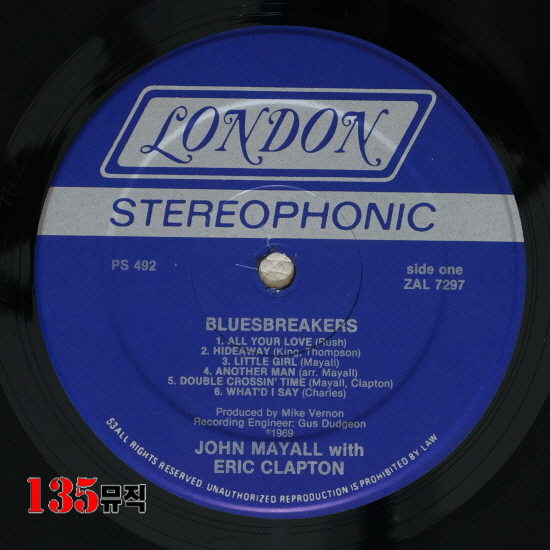 LONDON
STEREOPHONIC
PS 492
side one
ZAL 7297
BLUESBREAKERS
1. ALL YOUR LOVE (Rush)
2. HIDEAWAY (King, Thompson)
3. LITTLE GIRL (Mayall)
4. ANOTHER MAN (arr. Mayall)
5. DOUBLE CROSSIN' TIME (Mayall, Clapton)
6. WHAT'D I SAY (Charles)
Produced by Mike Vernon
Recording Engineer: Gus Dudgeon
℗1969
JOHN MAYALL with
ERIC CLAPTON
53 ALL RIGHTS RESERVED. UNAUTHORIZED REPRODUCTION IS PROHIBITED BY LAW
135뮤직